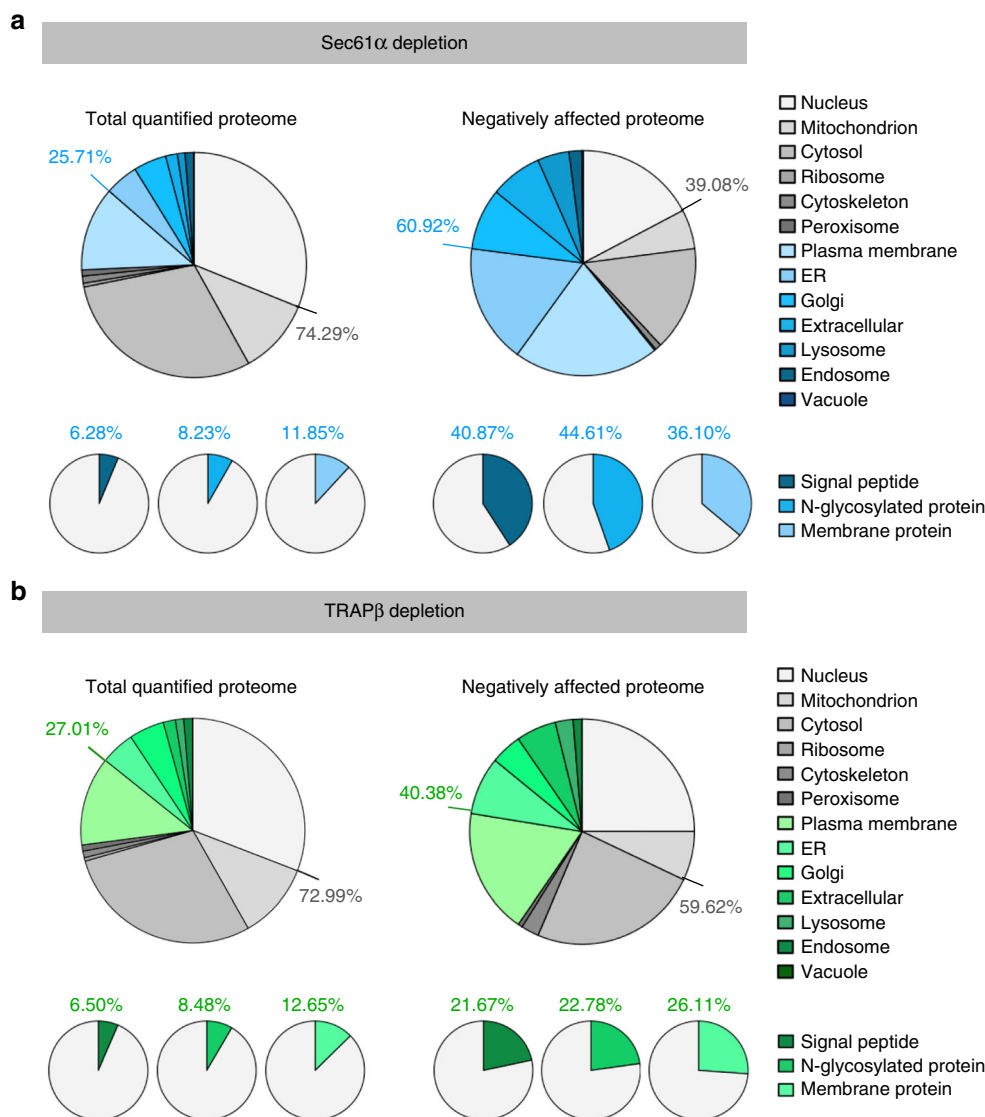 a
Sec61α depletion
Total quantified proteome
Negatively affected proteome
25.71%
74.29%
60.92%
39.08%
Nucleus
Mitochondrion
Cytosol
Ribosome
Cytoskeleton
Peroxisome
Plasma membrane
ER
Golgi
Extracellular
Lysosome
Endosome
Vacuole
6.28% 8.23% 11.85%
40.87% 44.61% 36.10%
Signal peptide
N-glycosylated protein
Membrane protein
b
TRAPβ depletion
Total quantified proteome
Negatively affected proteome
27.01%
72.99%
40.38%
59.62%
Nucleus
Mitochondrion
Cytosol
Ribosome
Cytoskeleton
Peroxisome
Plasma membrane
ER
Golgi
Extracellular
Lysosome
Endosome
Vacuole
6.50% 8.48% 12.65%
21.67% 22.78% 26.11%
Signal peptide
N-glycosylated protein
Membrane protein